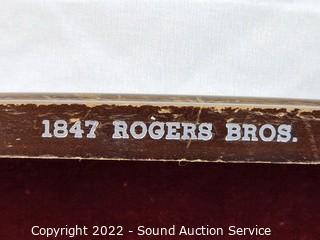 1847 ROGERS BROS.
Copyright 2022 - Sound Auction Service